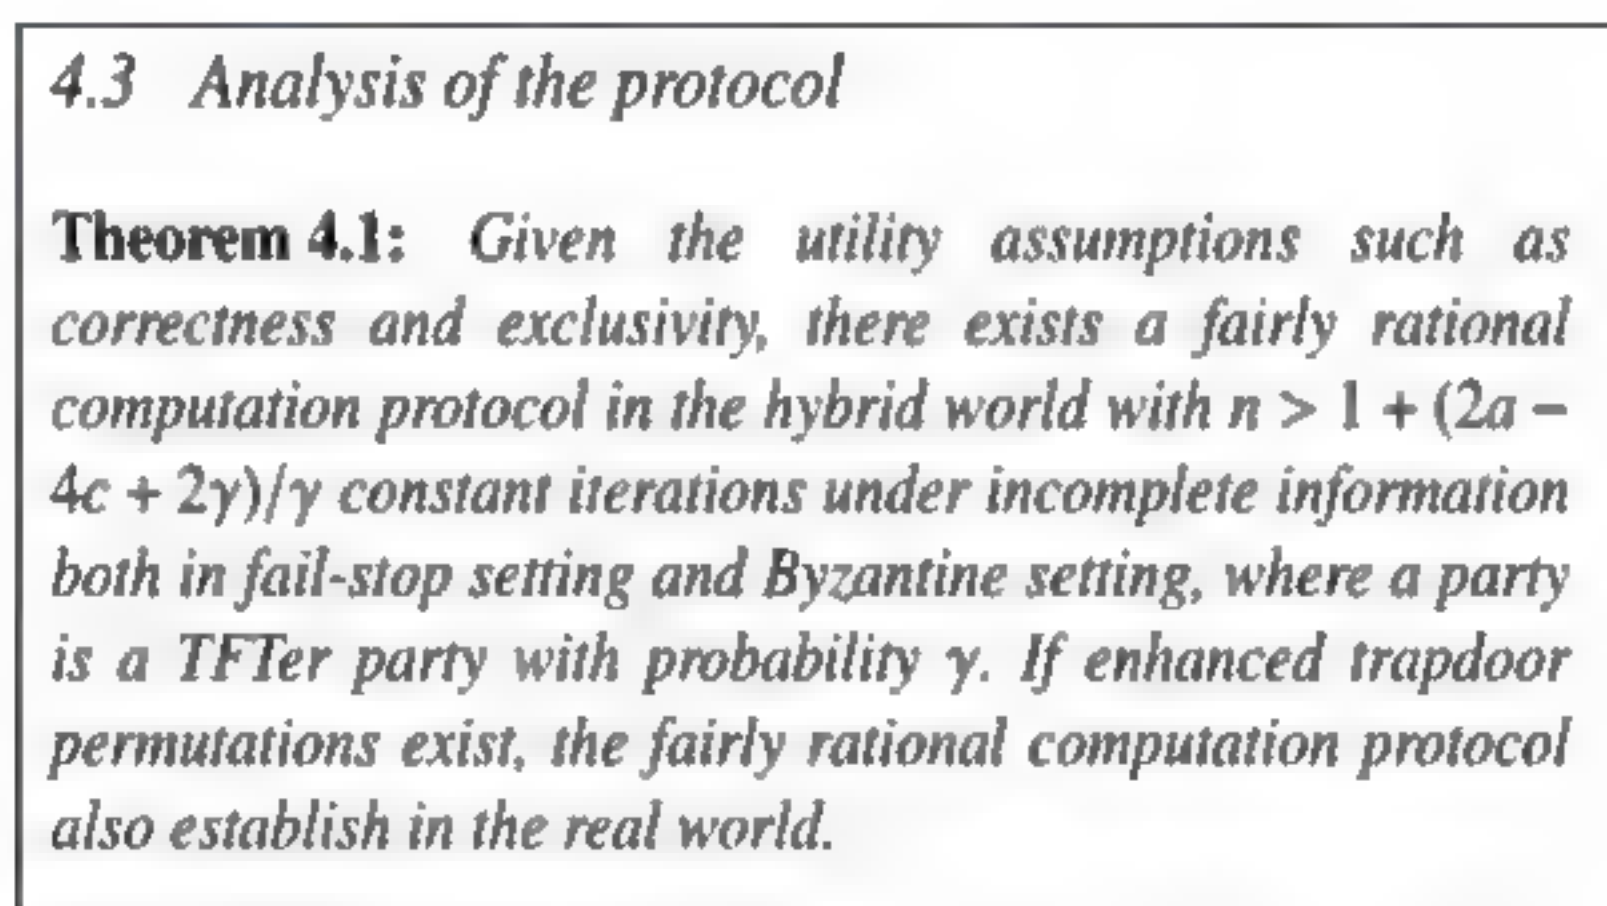 4.3 Analysis of the protocol
Theorem 4.1: Given the utility assumptions such as
correctness and exclusivity, there exists a fairly rational
computation protocol in the hybrid world with n > 1 + (2a −
4c + 2γ)/γ constant iterations under incomplete information
both in fail-stop setting and Byzantine setting, where a party
is a TFTer party with probability γ. If enhanced trapdoor
permutations exist, the fairly rational computation protocol
also establish in the real world.